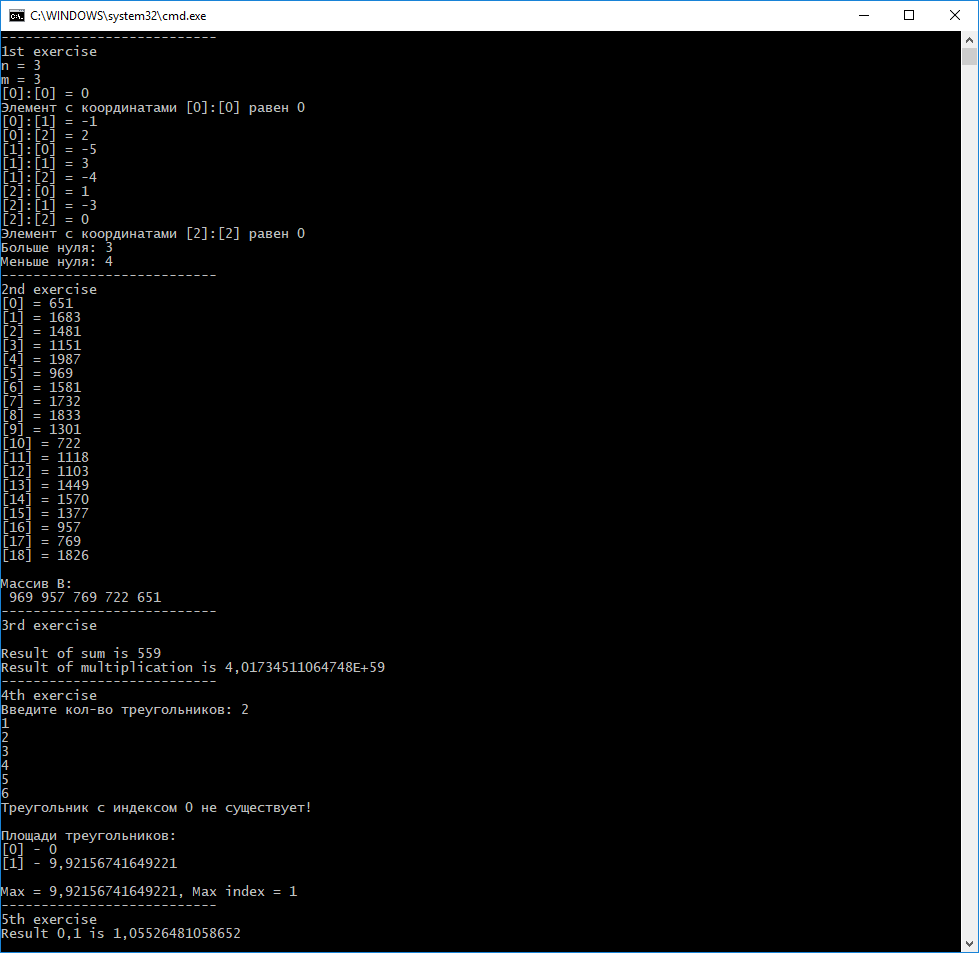 C:\WINDOWS\system32\cmd.exe
---------------------------
1st exercise
n = 3
m = 3
[0]:[0] = 0
Элемент с координатами [0]:[0] равен 0
[0]:[1] = -1
[0]:[2] = 2
[1]:[0] = -5
[1]:[1] = 3
[1]:[2] = -4
[2]:[0] = 1
[2]:[1] = -3
[2]:[2] = 0
Элемент с координатами [2]:[2] равен 0
Больше нуля: 3
Меньше нуля: 4
---------------------------
2nd exercise
[0] = 651
[1] = 1683
[2] = 1481
[3] = 1151
[4] = 1987
[5] = 969
[6] = 1581
[7] = 1732
[8] = 1833
[9] = 1301
[10] = 722
[11] = 1118
[12] = 1103
[13] = 1449
[14] = 1570
[15] = 1377
[16] = 957
[17] = 769
[18] = 1826
Массив B:
969 957 769 722 651
---------------------------
3rd exercise
Result of sum is 559
Result of multiplication is 4,01734511064748E+59
---------------------------
4th exercise
Введите кол-во треугольников: 2
1
2
3
4
5
6
Треугольник с индексом 0 не существует!
Площади треугольников:
[0] - 0
[1] - 9,92156741649221
Max = 9,92156741649221, Max index = 1
---------------------------
5th exercise
Result 0,1 is 1,05526481058652